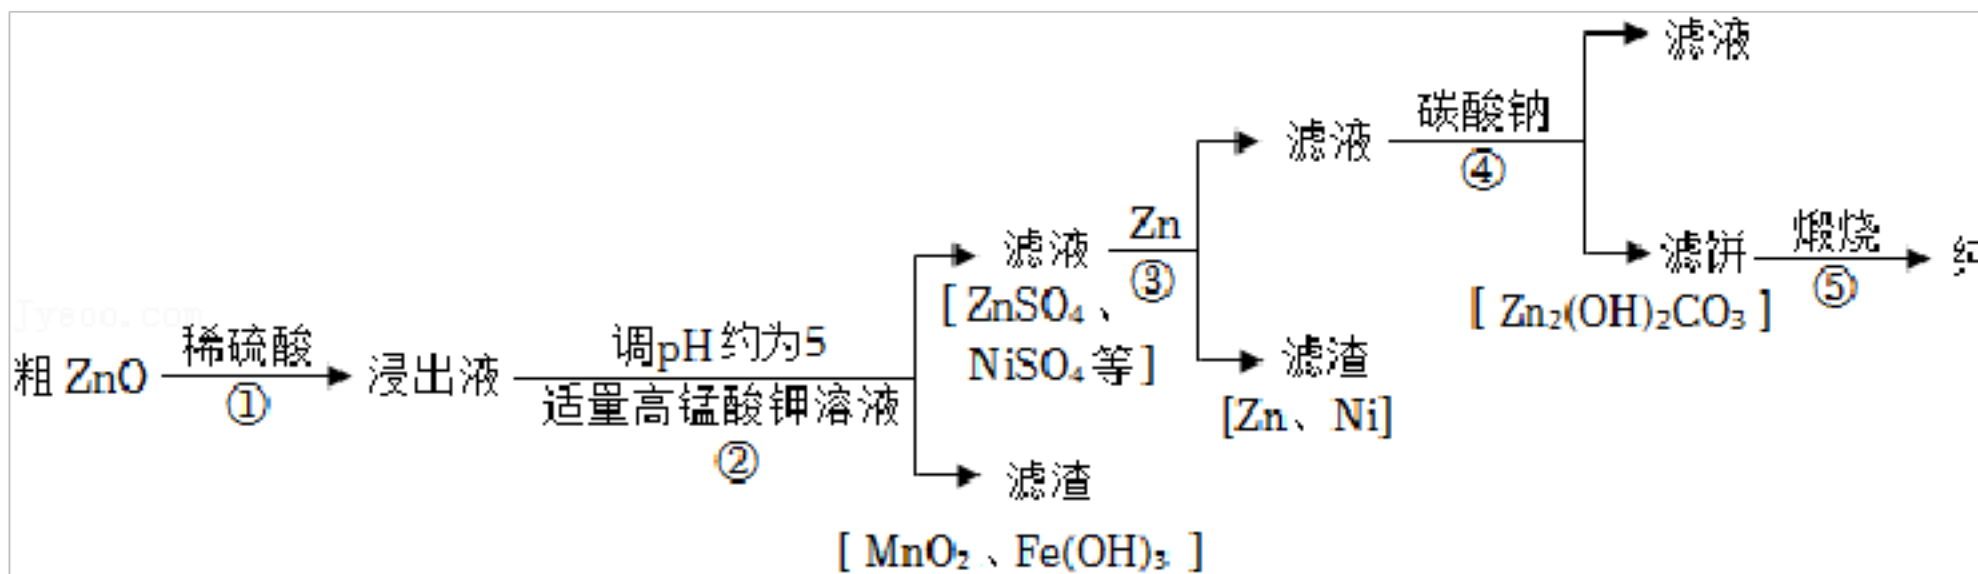 滤液
碳酸钠
滤液
④
Zn
滤液
③
煅烧
滤饼
⑤
[ ZnSO₄、
NiSO₄等 ]
[ Zn₂(OH)₂CO₃ ]
Jyeoo.com
稀硫酸
粗 ZnO
①
浸出液
调pH约为5
适量高锰酸钾溶液
②
滤渣
[Zn、Ni]
滤渣
[ MnO₂、Fe(OH)₃ ]